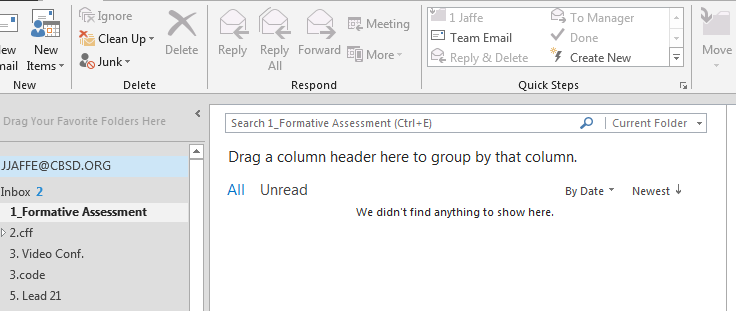 Ignore
New
Email
New
Items
Clean Up
Junk
Delete
Reply
Reply
All
Forward
Meeting
More
1 Jaffe
To Manager
Team Email
Done
Reply & Delete
Create New
Move
New
Delete
Respond
Quick Steps
Drag Your Favorite Folders Here
Search 1_Formative Assessment (Ctrl+E)
Current Folder
JJAFFE@CBSD.ORG
Drag a column header here to group by that column.
Inbox 2
All Unread
By Date Newest
1_Formative Assessment
We didn't find anything to show here.
2.cff
3. Video Conf.
3.code
5. Lead 21